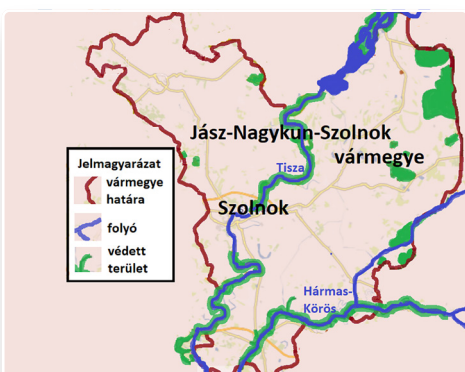 Jász-Nagykun-Szolnok
vármegye
Tisza
Szolnok
Jelmagyarázat
vármegye
határa
folyó
védett
terület
Hármas-
Körös